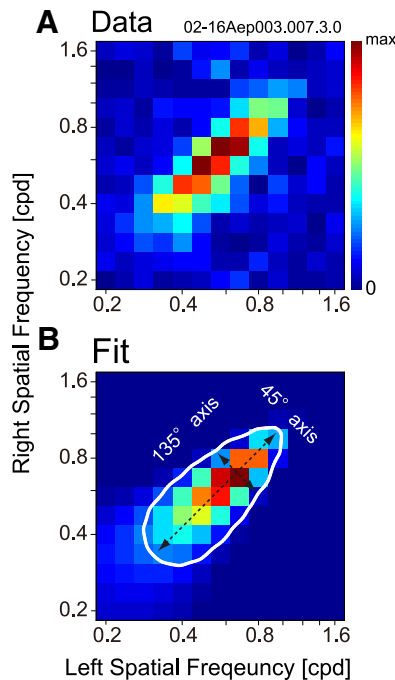 A Data 02-16Aep003.007.3.0
max
1.6
0.8
0.4
0.2
0
0.2 0.4 0.8 1.6
B Fit
1.6
0.8
0.4
0.2
135° axis
45° axis
0.2 0.4 0.8 1.6
Right Spatial Frequency [cpd]
Left Spatial Freqeuncy [cpd]